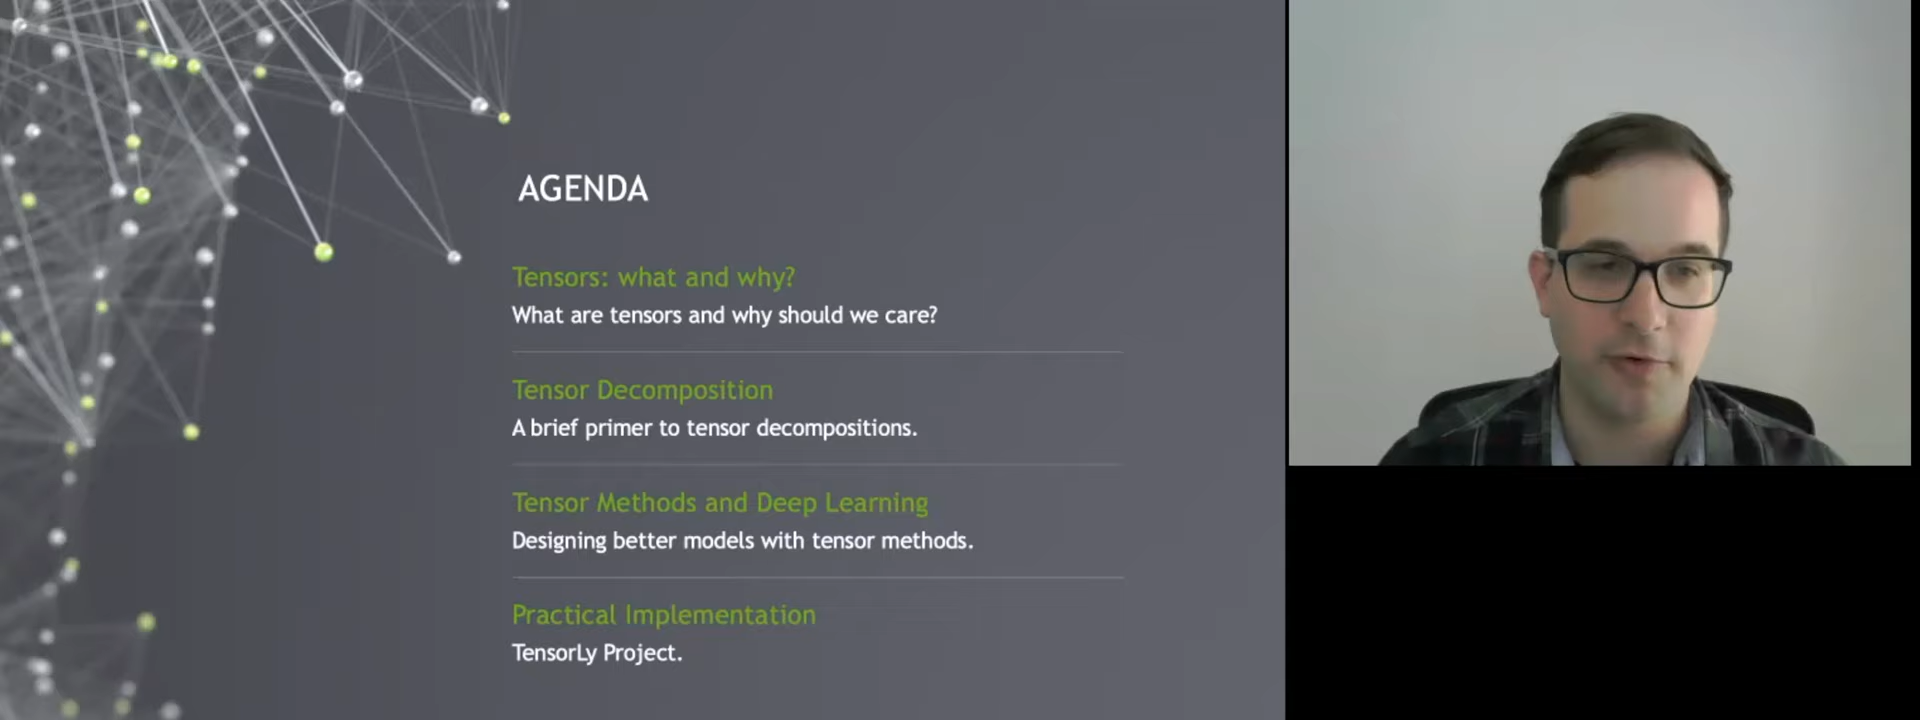 AGENDA
Tensors: what and why?
What are tensors and why should we care?
Tensor Decomposition
A brief primer to tensor decompositions.
Tensor Methods and Deep Learning
Designing better models with tensor methods.
Practical Implementation
TensorLy Project.